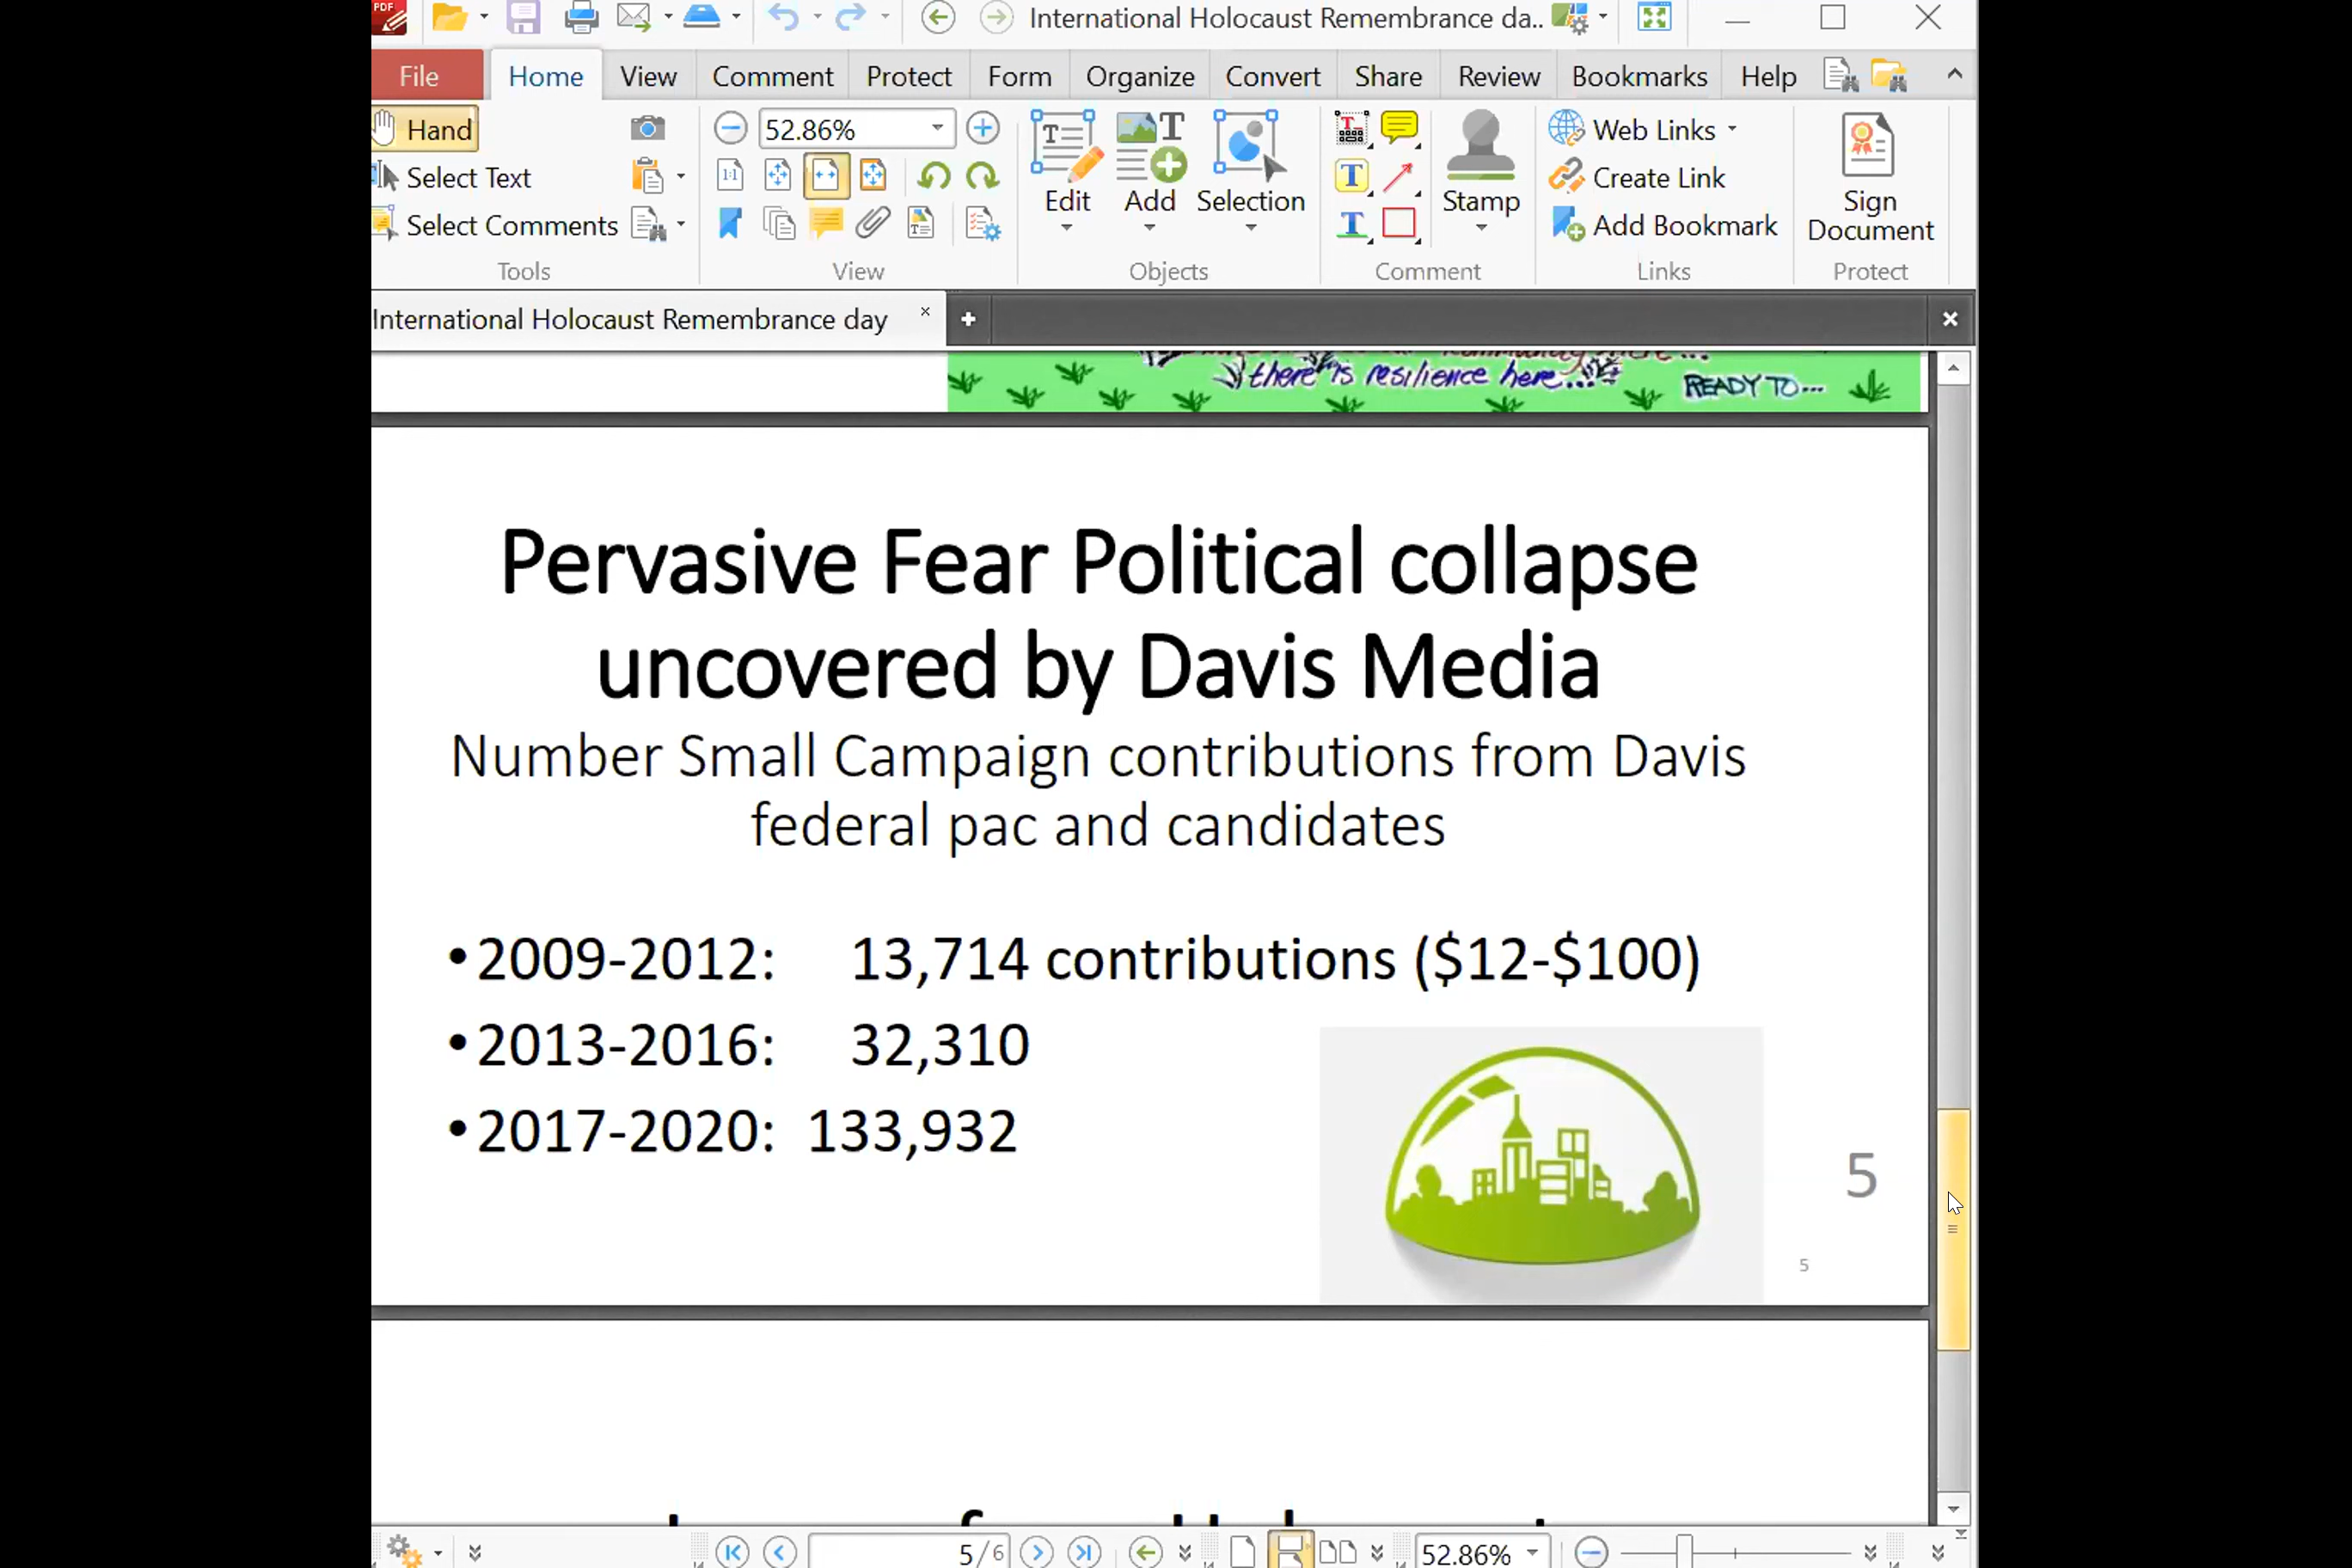 PDF
International Holocaust Remembrance da..
File Home View Comment Protect Form Organize Convert Share Review Bookmarks Help
Hand
Select Text
Select Comments
Tools
52.86%
1:1
View
Edit
Add
Selection
Objects
Stamp
Comment
Web Links
Create Link
Add Bookmark
Links
Sign
Document
Protect
International Holocaust Remembrance day
there is resilience here...
READY TO...
Pervasive Fear Political collapse
uncovered by Davis Media
Number Small Campaign contributions from Davis
federal pac and candidates
• 2009-2012: 13,714 contributions ($12-$100)
• 2013-2016: 32,310
• 2017-2020: 133,932
5
5
5/6
52.86%